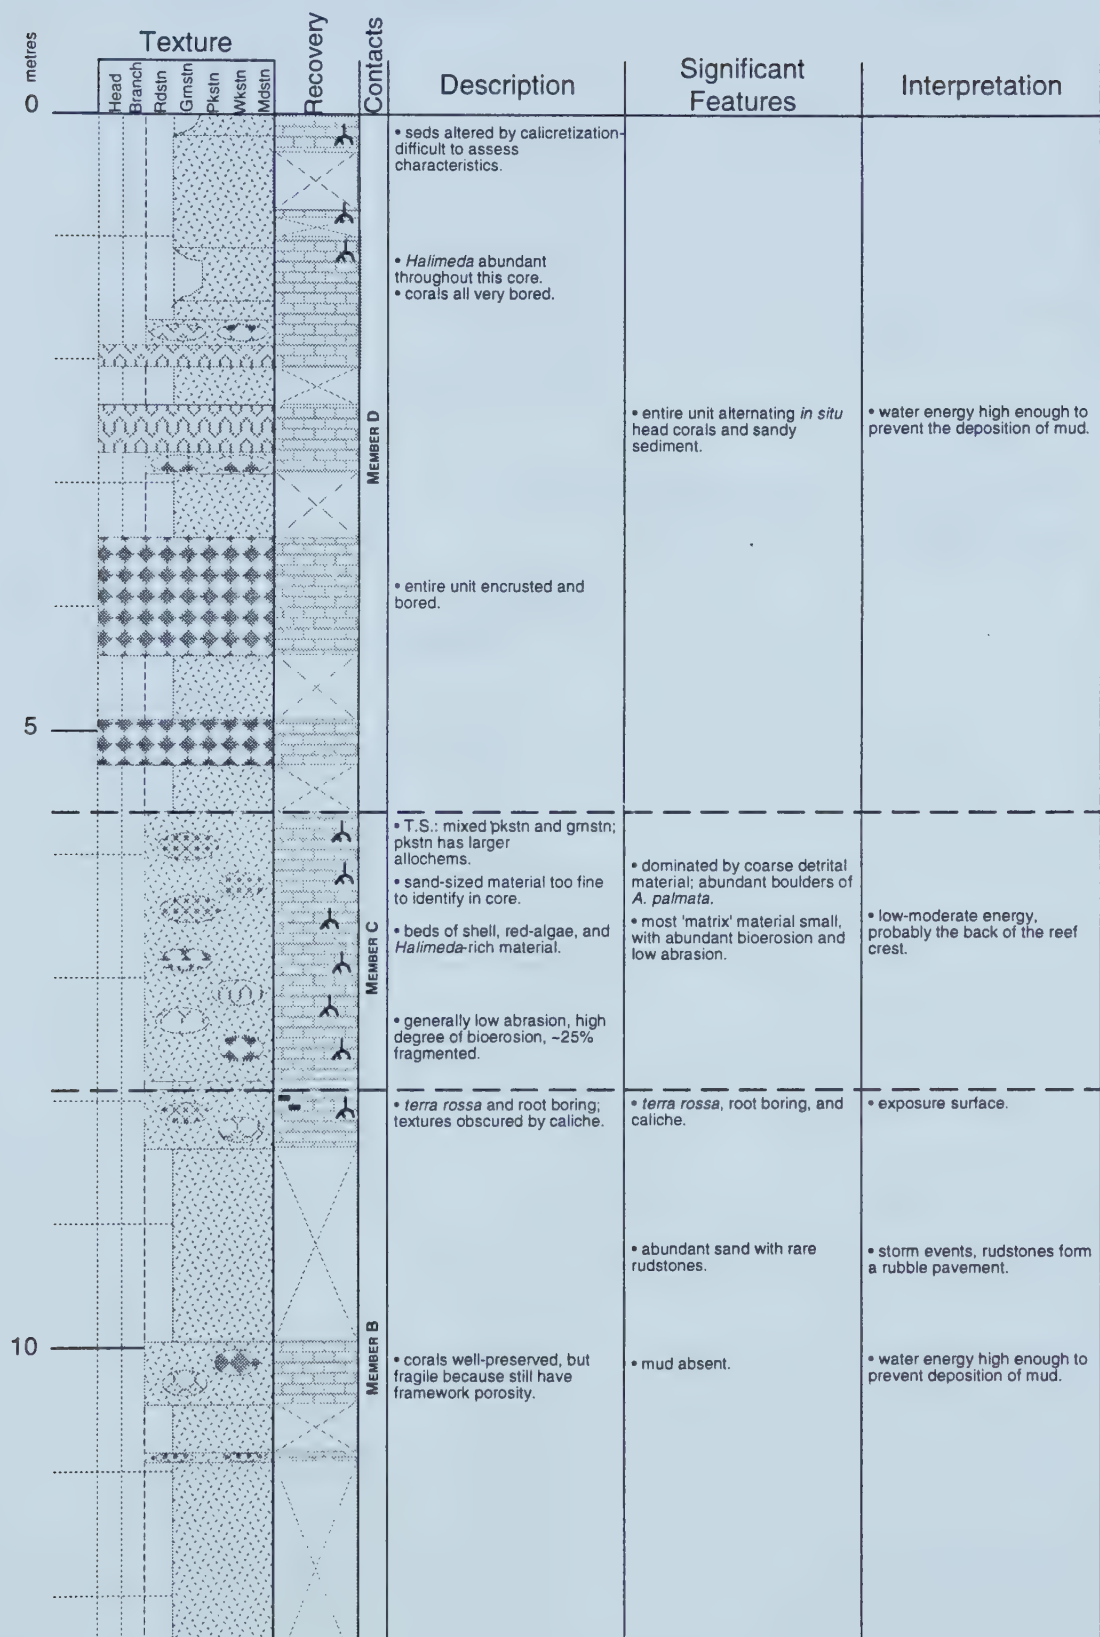 metres
Texture
Recovery
Contacts
Description
Significant
Features
Interpretation
Head
Branch
Rdstn
Grnstn
Pkstn
Wkstn
Mdstn
0
• seds altered by calicretization-
difficult to assess
characteristics.
• Halimeda abundant
throughout this core.
• corals all very bored.
MEMBER D
• entire unit alternating in situ
head corals and sandy
sediment.
• water energy high enough to
prevent the deposition of mud.
• entire unit encrusted and
bored.
5
• T.S.: mixed pkstn and grnstn;
pkstn has larger
allochems.
• sand-sized material too fine
to identify in core.
• beds of shell, red-algae, and
Halimeda-rich material.
• generally low abrasion, high
degree of bioerosion, ~25%
fragmented.
MEMBER C
• dominated by coarse detrital
material; abundant boulders of
A. palmata.
• most 'matrix' material small,
with abundant bioerosion and
low abrasion.
• low-moderate energy,
probably the back of the reef
crest.
• terra rossa and root boring;
textures obscured by caliche.
• terra rossa, root boring, and
caliche.
• exposure surface.
• abundant sand with rare
rudstones.
• storm events, rudstones form
a rubble pavement.
10
MEMBER B
• corals well-preserved, but
fragile because still have
framework porosity.
• mud absent.
• water energy high enough to
prevent deposition of mud.